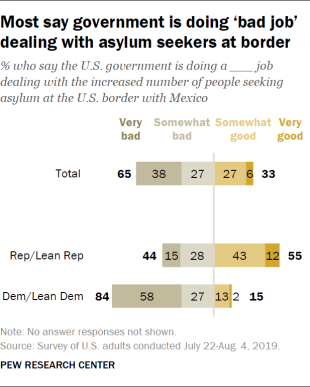 Most say government is doing ‘bad job’
dealing with asylum seekers at border
% who say the U.S. government is doing a ____ job
dealing with the increased number of people seeking
asylum at the U.S. border with Mexico
Very bad Somewhat bad Somewhat good Very good
Total 65 38 27 27 6 33
Rep/Lean Rep 44 15 28 43 12 55
Dem/Lean Dem 84 58 27 13 2 15
Note: No answer responses not shown.
Source: Survey of U.S. adults conducted July 22-Aug. 4, 2019.
PEW RESEARCH CENTER